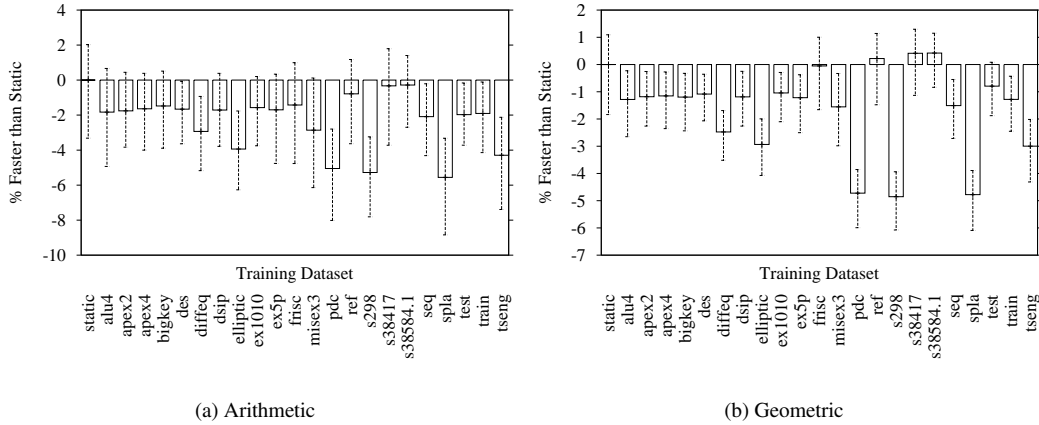 % Faster than Static
4
2
0
-2
-4
-6
-8
-10
static
alu4
apex2
apex4
bigkey
des
diffeq
dsip
elliptic
ex1010
ex5p
frisc
misex3
pdc
ref
s298
s38417
s38584.1
seq
spla
test
train
tseng
Training Dataset
(a) Arithmetic
% Faster than Static
2
1
0
-1
-2
-3
-4
-5
-6
-7
static
alu4
apex2
apex4
bigkey
des
diffeq
dsip
elliptic
ex1010
ex5p
frisc
misex3
pdc
ref
s298
s38417
s38584.1
seq
spla
test
train
tseng
Training Dataset
(b) Geometric